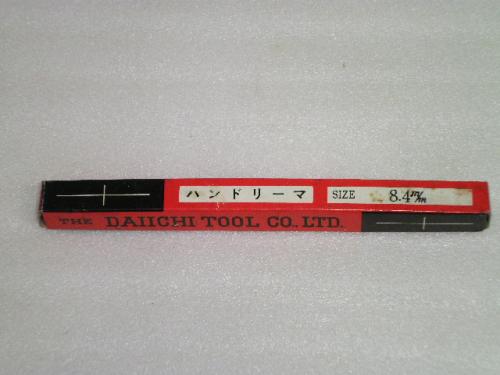 ハンドリーマ SIZE 8.4m/m
THE DAIICHI TOOL CO. LTD.